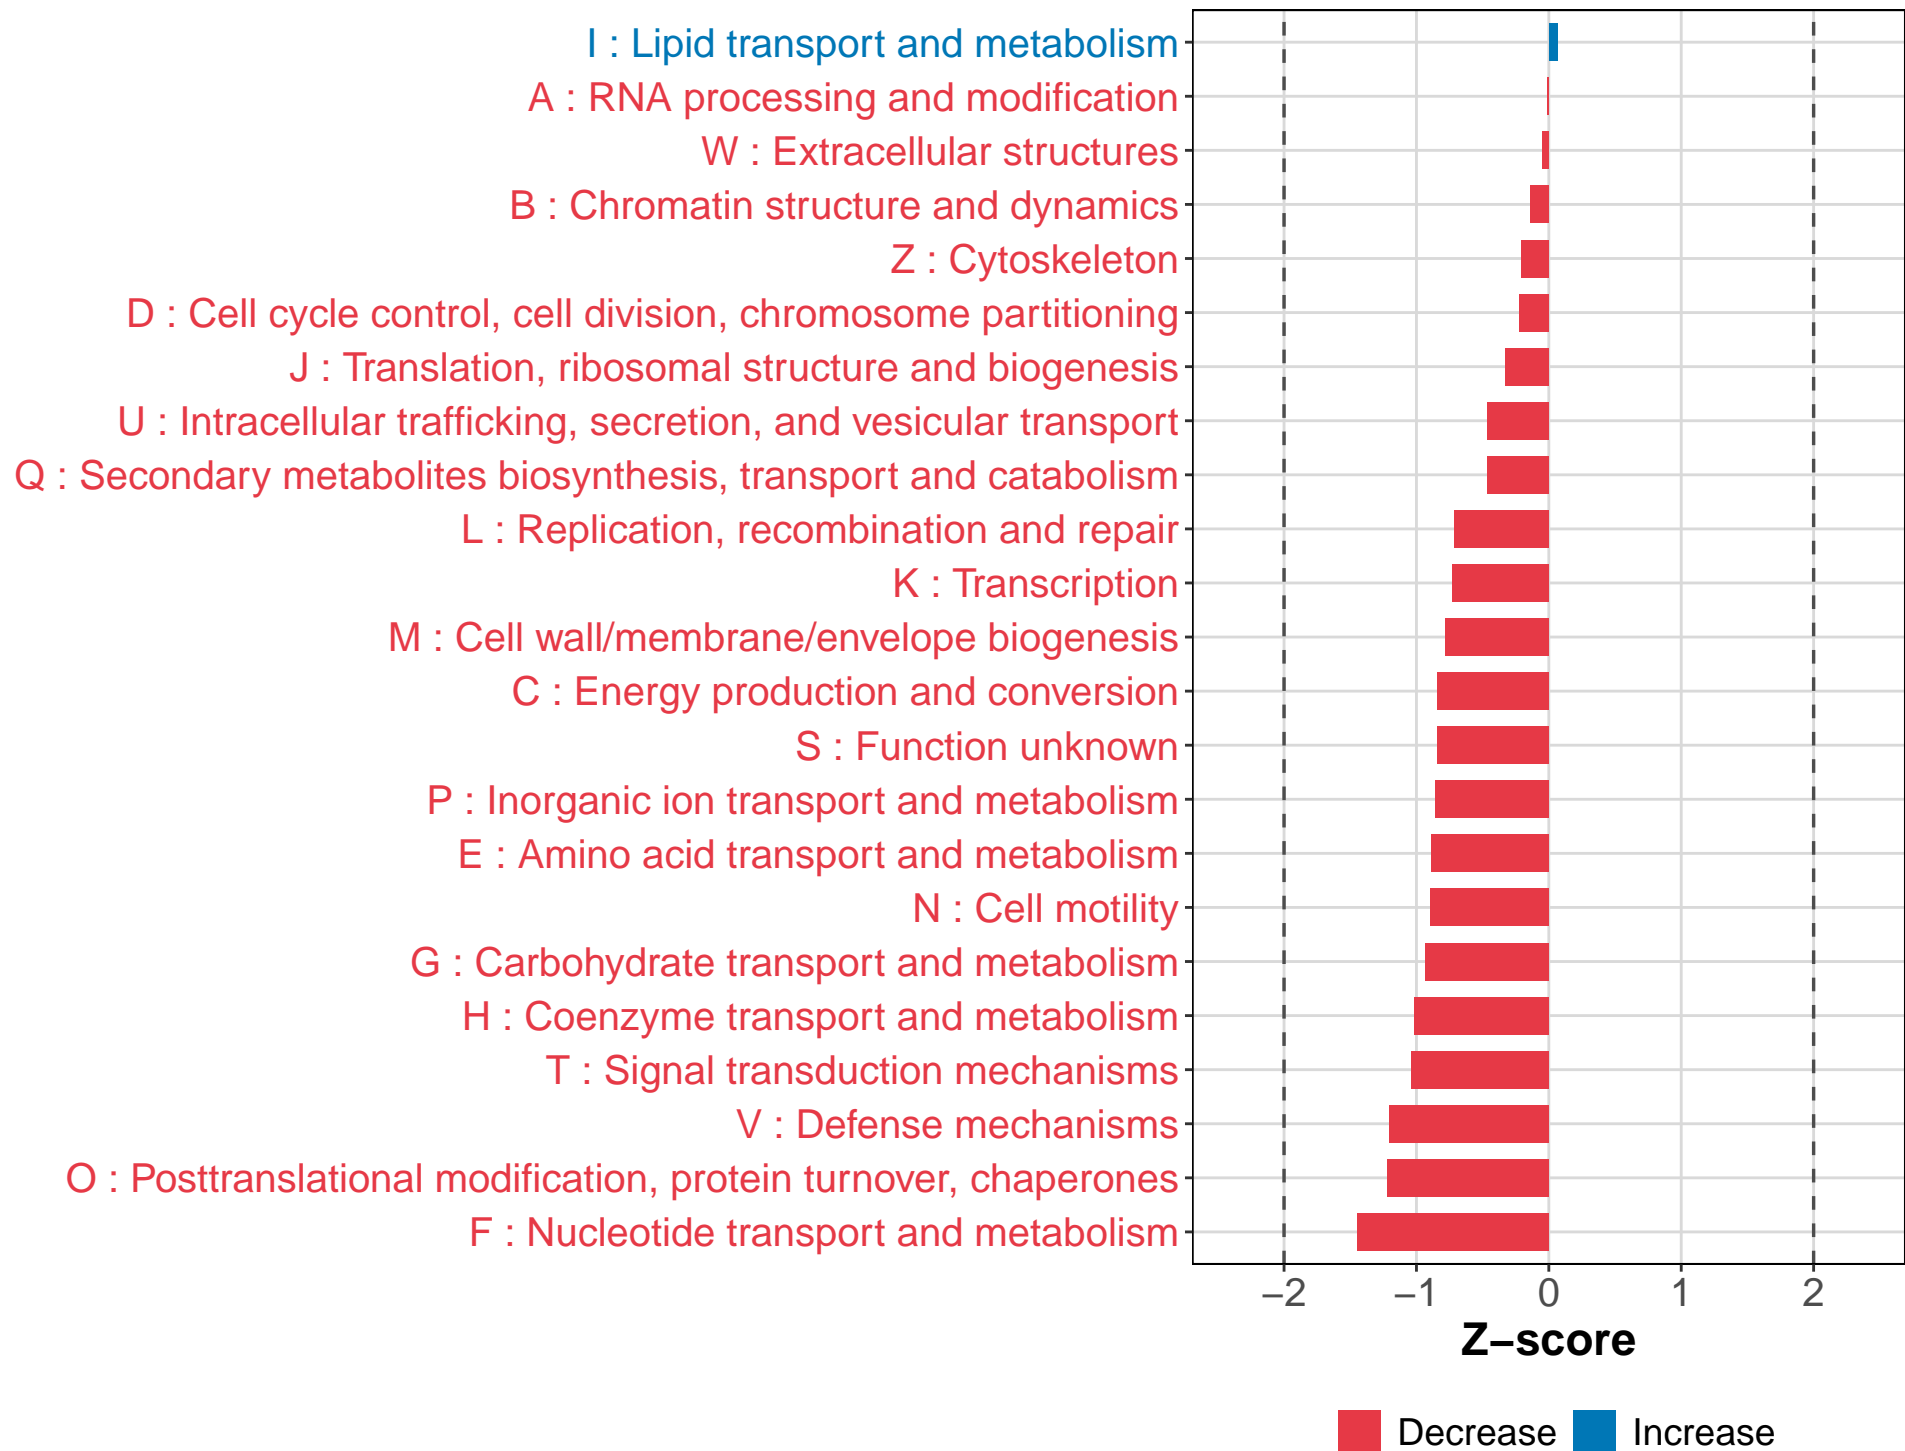 I : Lipid transport and metabolism
A : RNA processing and modification
W : Extracellular structures
B : Chromatin structure and dynamics
Z : Cytoskeleton
D : Cell cycle control, cell division, chromosome partitioning
J : Translation, ribosomal structure and biogenesis
U : Intracellular trafficking, secretion, and vesicular transport
Q : Secondary metabolites biosynthesis, transport and catabolism
L : Replication, recombination and repair
K : Transcription
M : Cell wall/membrane/envelope biogenesis
C : Energy production and conversion
S : Function unknown
P : Inorganic ion transport and metabolism
E : Amino acid transport and metabolism
N : Cell motility
G : Carbohydrate transport and metabolism
H : Coenzyme transport and metabolism
T : Signal transduction mechanisms
V : Defense mechanisms
O : Posttranslational modification, protein turnover, chaperones
F : Nucleotide transport and metabolism
−2 −1 0 1 2
Z−score
Decrease Increase